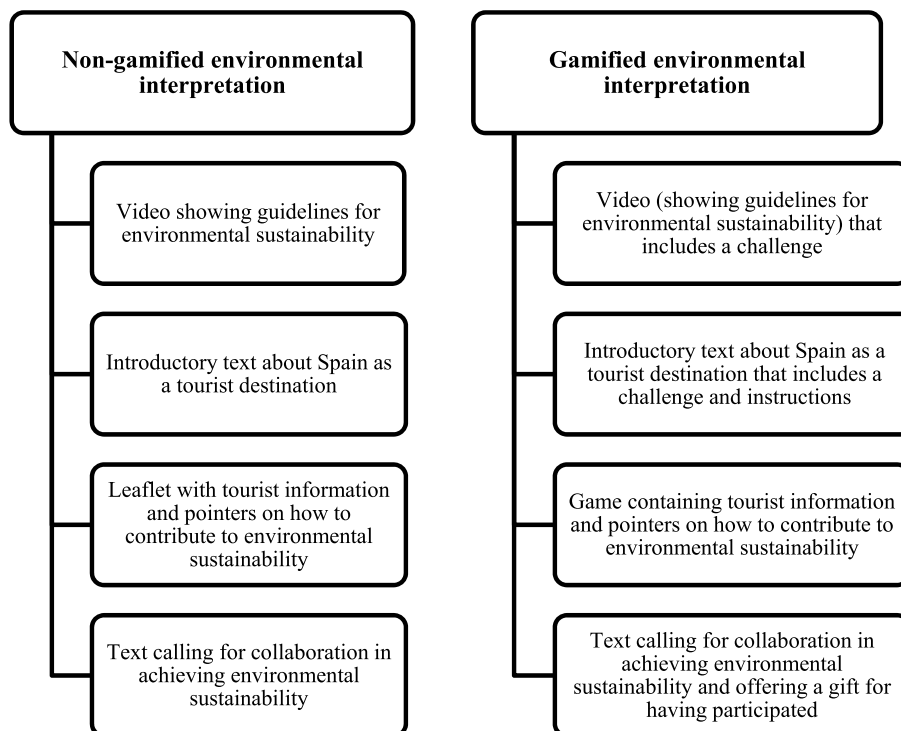 Non-gamified environmental
interpretation
Video showing guidelines for
environmental sustainability
Introductory text about Spain as
a tourist destination
Leaflet with tourist information
and pointers on how to
contribute to environmental
sustainability
Text calling for collaboration in
achieving environmental
sustainability
Gamified environmental
interpretation
Video (showing guidelines for
environmental sustainability) that
includes a challenge
Introductory text about Spain as a
tourist destination that includes a
challenge and instructions
Game containing tourist information
and pointers on how to contribute to
environmental sustainability
Text calling for collaboration in
achieving environmental
sustainability and offering a gift for
having participated